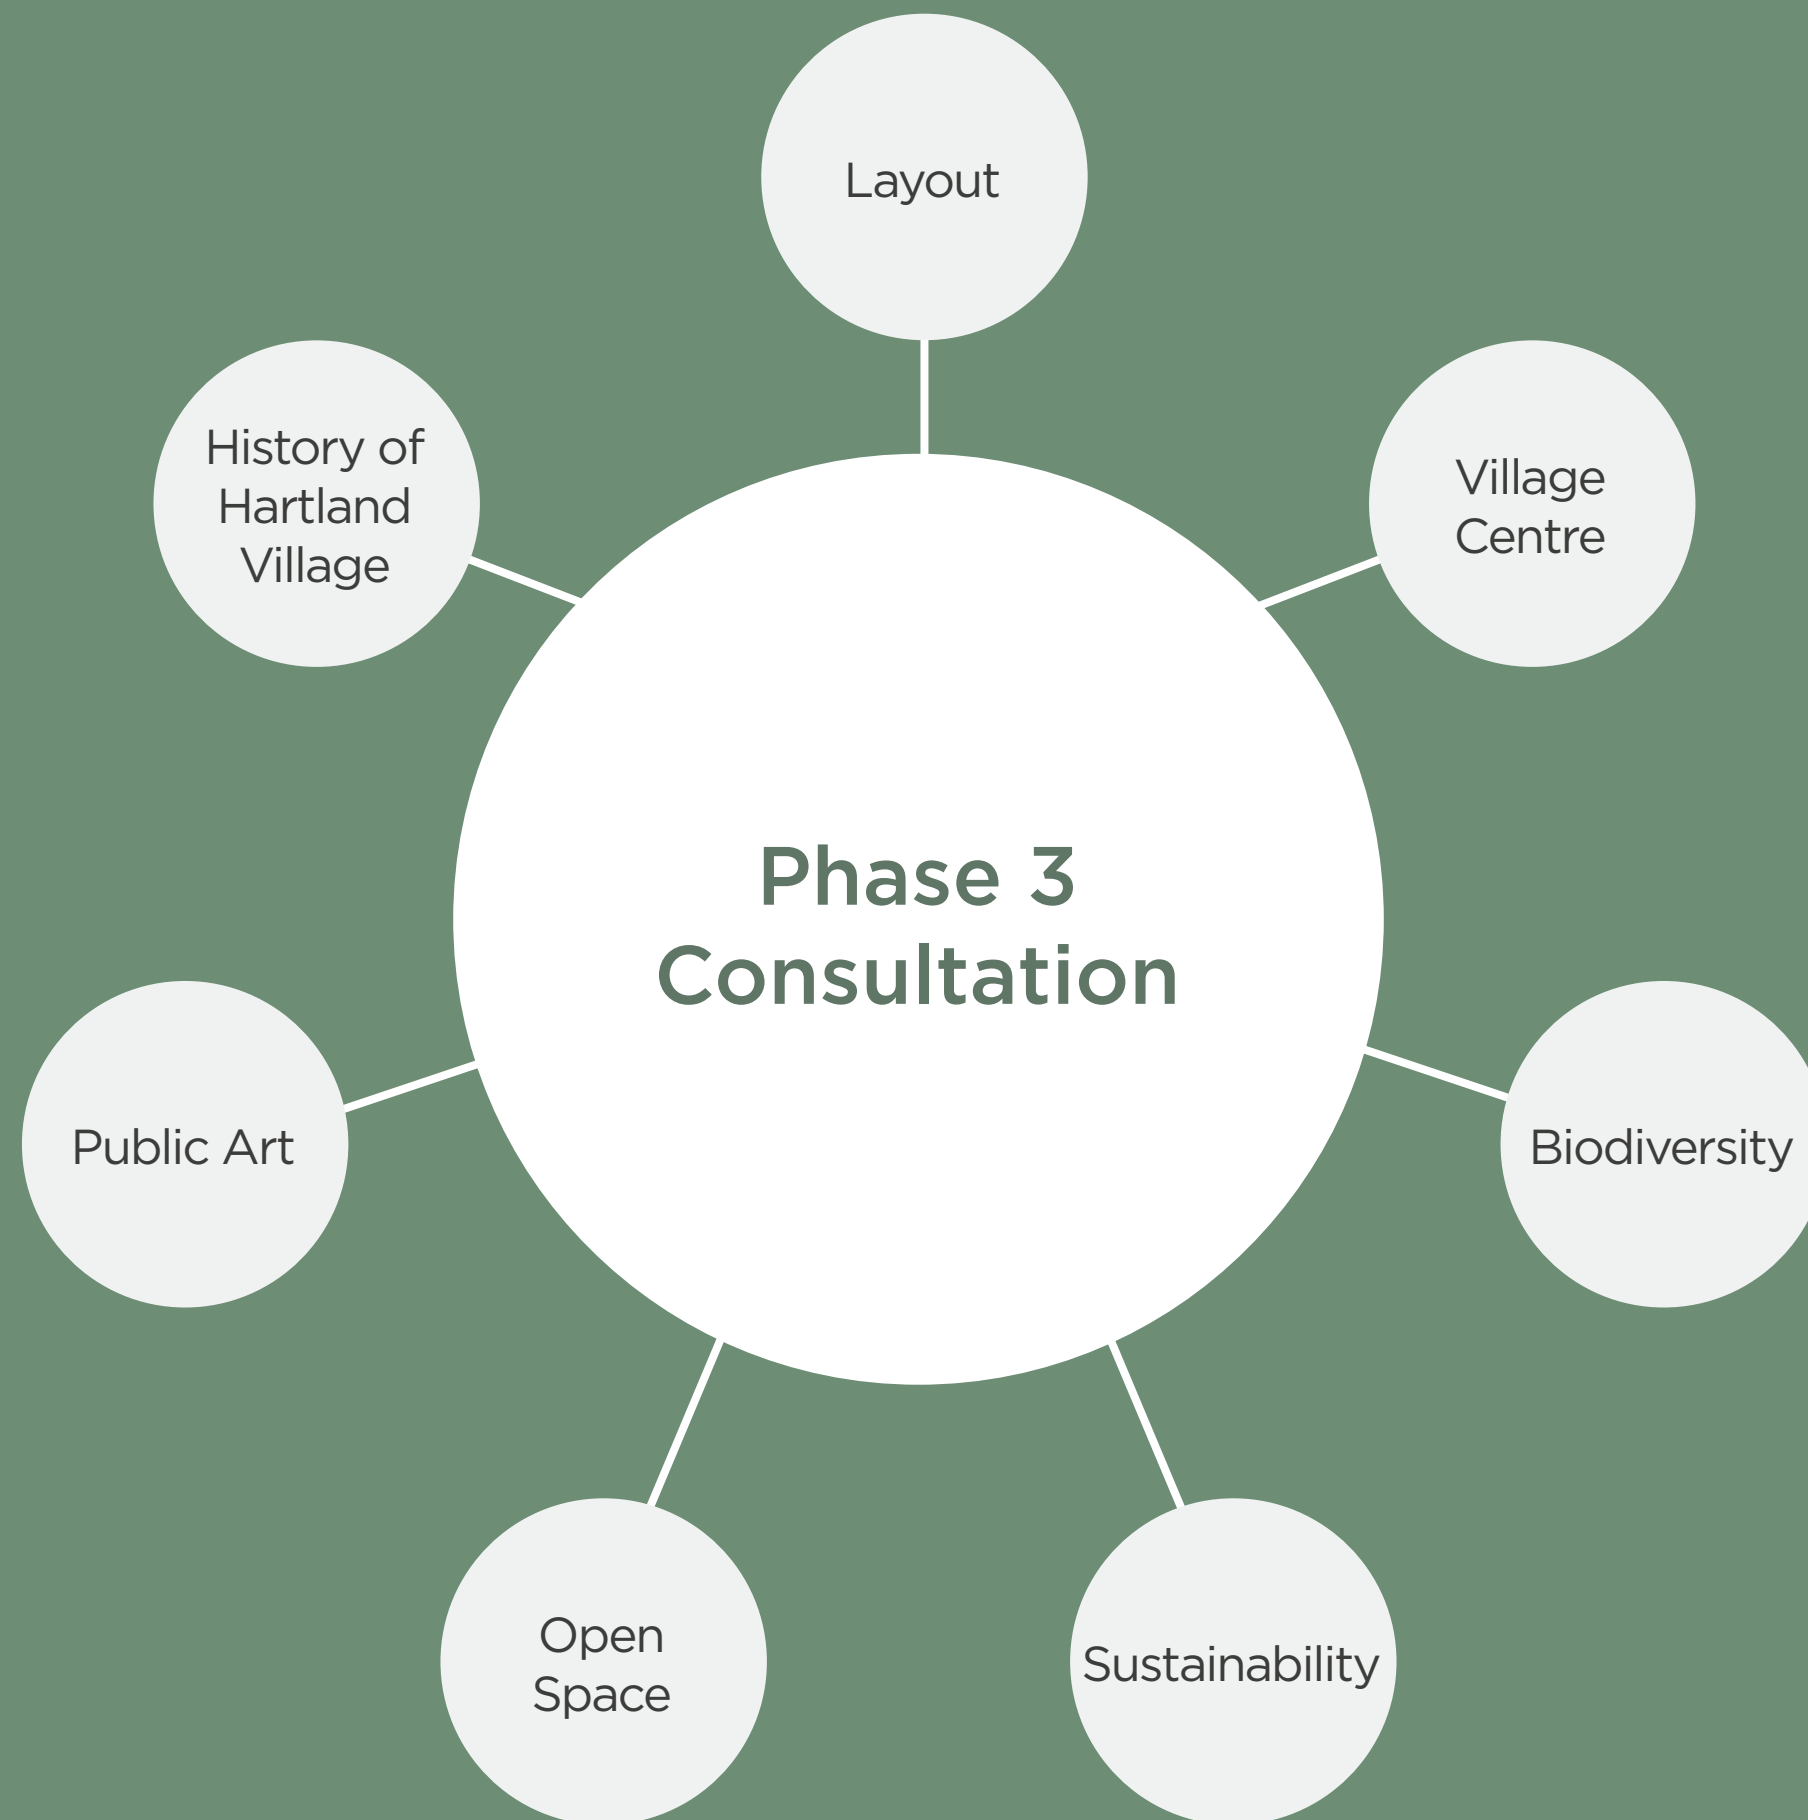 Layout
History of
Hartland
Village
Village
Centre
Phase 3
Consultation
Public Art
Biodiversity
Open
Space
Sustainability